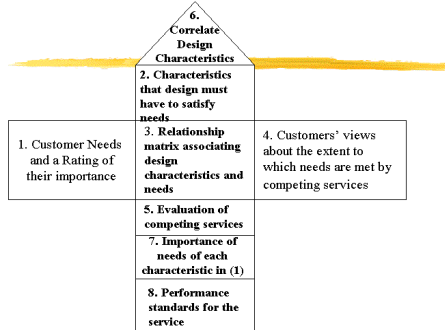 6.
Correlate
Design
Characteristics
2. Characteristics
that design must
have to satisfy
needs
1. Customer Needs
and a Rating of
their importance
3. Relationship
matrix associating
design
characteristics and
needs
4. Customers' views
about the extent to
which needs are met by
competing services
5. Evaluation of
competing services
7. Importance of
needs of each
characteristic in (1)
8. Performance
standards for the
service